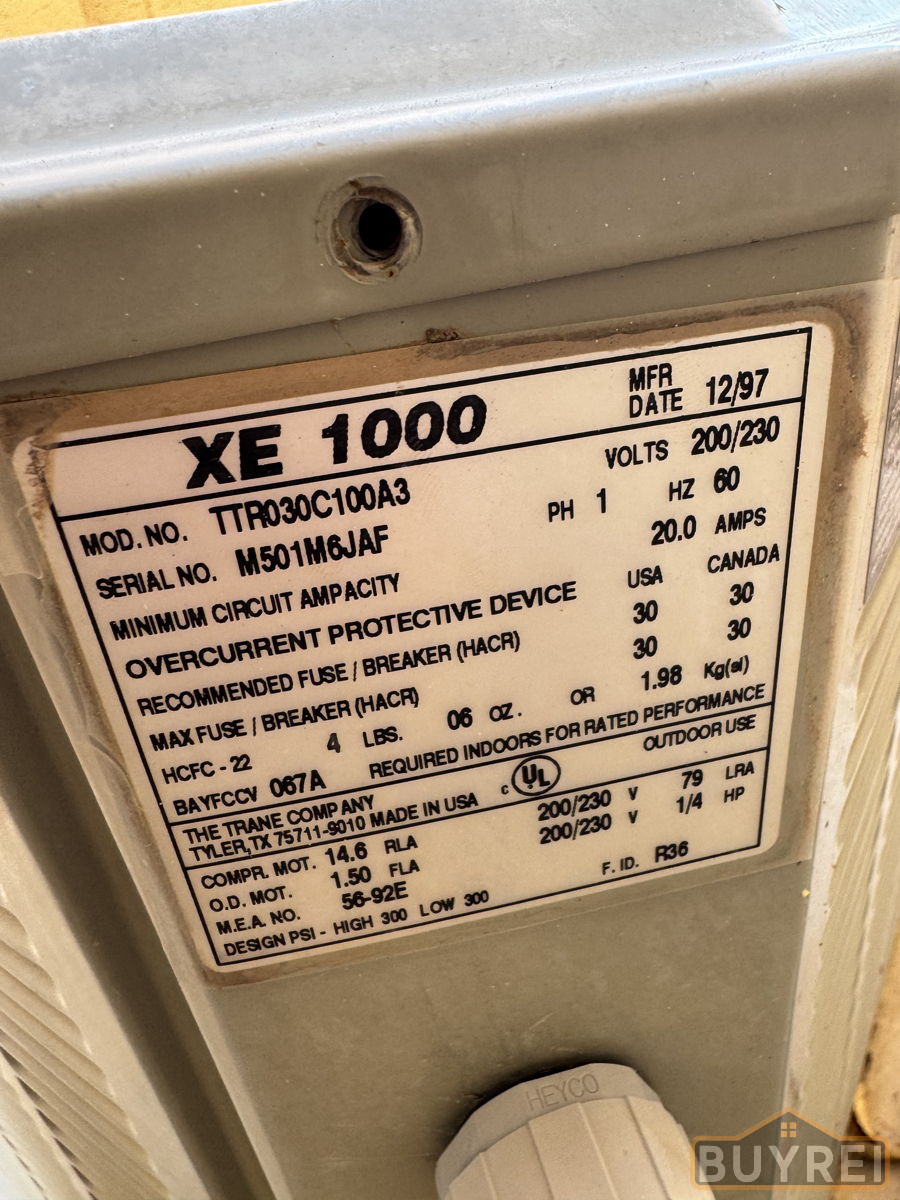 XE 1000 MFR DATE 12/97
MOD. NO. TTR030C100A3 VOLTS 200/230
SERIAL NO. M501M6JAF PH 1 HZ 60
MINIMUM CIRCUIT AMPACITY 20.0 AMPS
OVERCURRENT PROTECTIVE DEVICE USA CANADA
RECOMMENDED FUSE / BREAKER (HACR) 30 30
MAX FUSE / BREAKER (HACR) 30 30
HCFC - 22 4 LBS. 06 OZ. OR 1.98 Kg(sl)
BAYFCCV 067A REQUIRED INDOORS FOR RATED PERFORMANCE
THE TRANE COMPANY OUTDOOR USE
TYLER, TX 75711-9010 MADE IN USA C UL
COMPR. MOT. 14.6 RLA 200/230 V 79 LRA
O.D. MOT. 1.50 FLA 200/230 V 1/4 HP
M.E.A. NO. 56-92E F. ID. R36
DESIGN PSI - HIGH 300 LOW 300
HEYCO
BUYREI